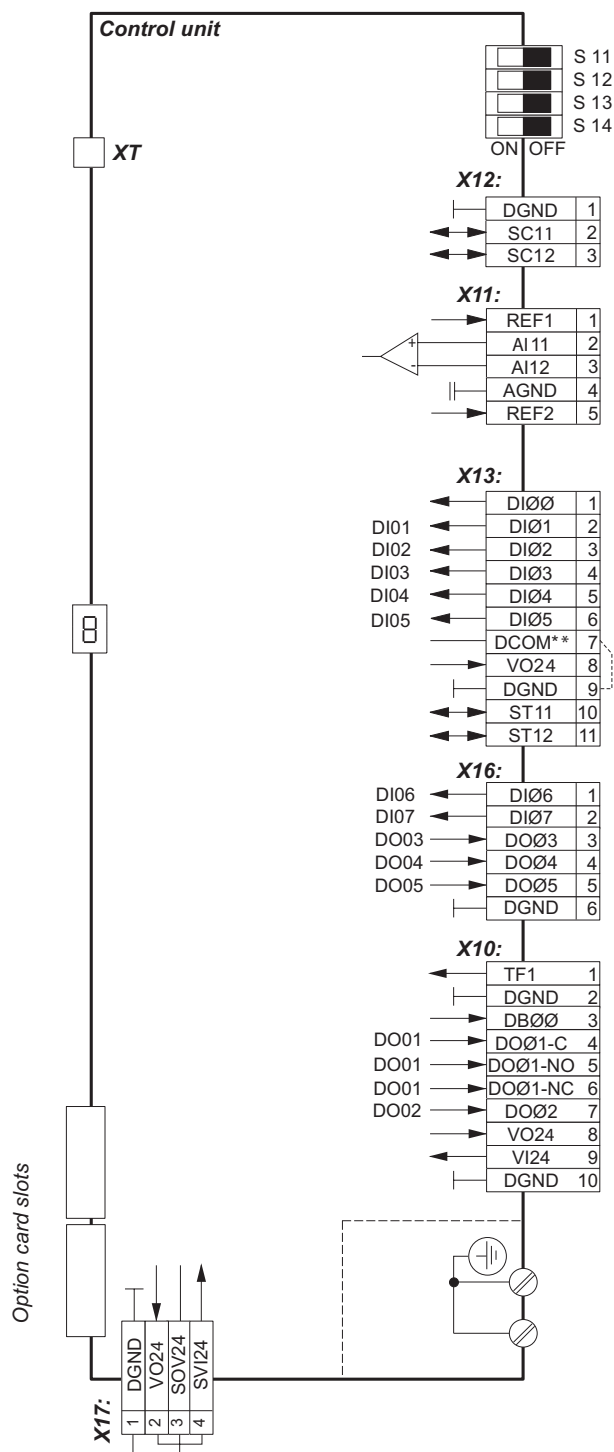 Control unit
S 11
S 12
S 13
S 14
ON OFF
XT
X12:
DGND 1
SC11 2
SC12 3
X11:
REF1 1
+ AI11 2
- AI12 3
AGND 4
REF2 5
X13:
DIØØ 1
DI01 DIØ1 2
DI02 DIØ2 3
DI03 DIØ3 4
DI04 DIØ4 5
DI05 DIØ5 6
DCOM** 7
VO24 8
DGND 9
ST11 10
ST12 11
8
X16:
DI06 DIØ6 1
DI07 DIØ7 2
DO03 DOØ3 3
DO04 DOØ4 4
DO05 DOØ5 5
DGND 6
X10:
TF1 1
DGND 2
DBØØ 3
DO01 DOØ1-C 4
DO01 DOØ1-NO 5
DO01 DOØ1-NC 6
DO02 DOØ2 7
VO24 8
VI24 9
DGND 10
Option card slots
X17:
1 DGND
2 VO24
3 SOV24
4 SVI24